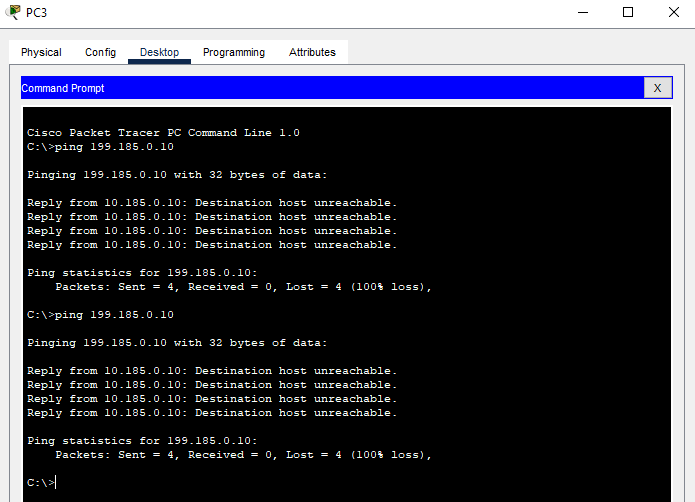 PC3
Physical Config Desktop Programming Attributes
Command Prompt X
Cisco Packet Tracer PC Command Line 1.0
C:\>ping 199.185.0.10
Pinging 199.185.0.10 with 32 bytes of data:
Reply from 10.185.0.10: Destination host unreachable.
Reply from 10.185.0.10: Destination host unreachable.
Reply from 10.185.0.10: Destination host unreachable.
Reply from 10.185.0.10: Destination host unreachable.
Ping statistics for 199.185.0.10:
    Packets: Sent = 4, Received = 0, Lost = 4 (100% loss),
C:\>ping 199.185.0.10
Pinging 199.185.0.10 with 32 bytes of data:
Reply from 10.185.0.10: Destination host unreachable.
Reply from 10.185.0.10: Destination host unreachable.
Reply from 10.185.0.10: Destination host unreachable.
Reply from 10.185.0.10: Destination host unreachable.
Ping statistics for 199.185.0.10:
    Packets: Sent = 4, Received = 0, Lost = 4 (100% loss),
C:\>